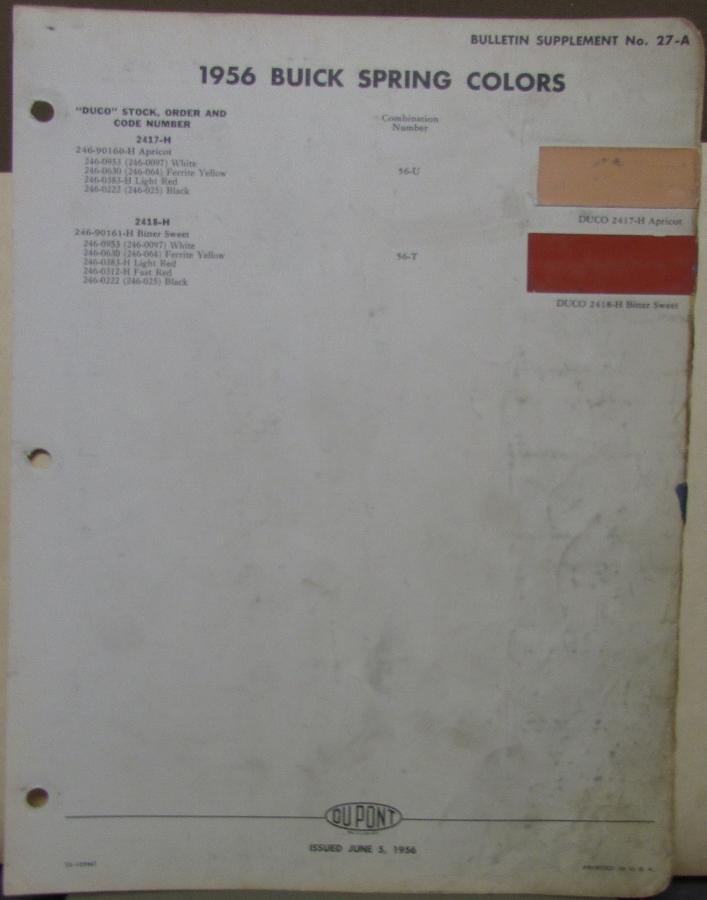 BULLETIN SUPPLEMENT No. 27-A
1956 BUICK SPRING COLORS
"DUCO" STOCK, ORDER AND
CODE NUMBER
Combination
Number
2417-H
246-90160-H Apricot
246-0953 (246-0097) White
246-0630 (246-064) Ferrite Yellow
246-0383-H Light Red
246-0222 (246-025) Black
56-U
DUCO 2417-H Apricot
2418-H
246-90161-H Bitter Sweet
246-0953 (246-0097) White
246-0630 (246-064) Ferrite Yellow
246-0383-H Light Red
246-0312-H Fast Red
246-0222 (246-025) Black
56-T
DUCO 2418-H Bitter Sweet
DU PONT
ISSUED JUNE 5, 1956
PRINTED IN U. S. A.